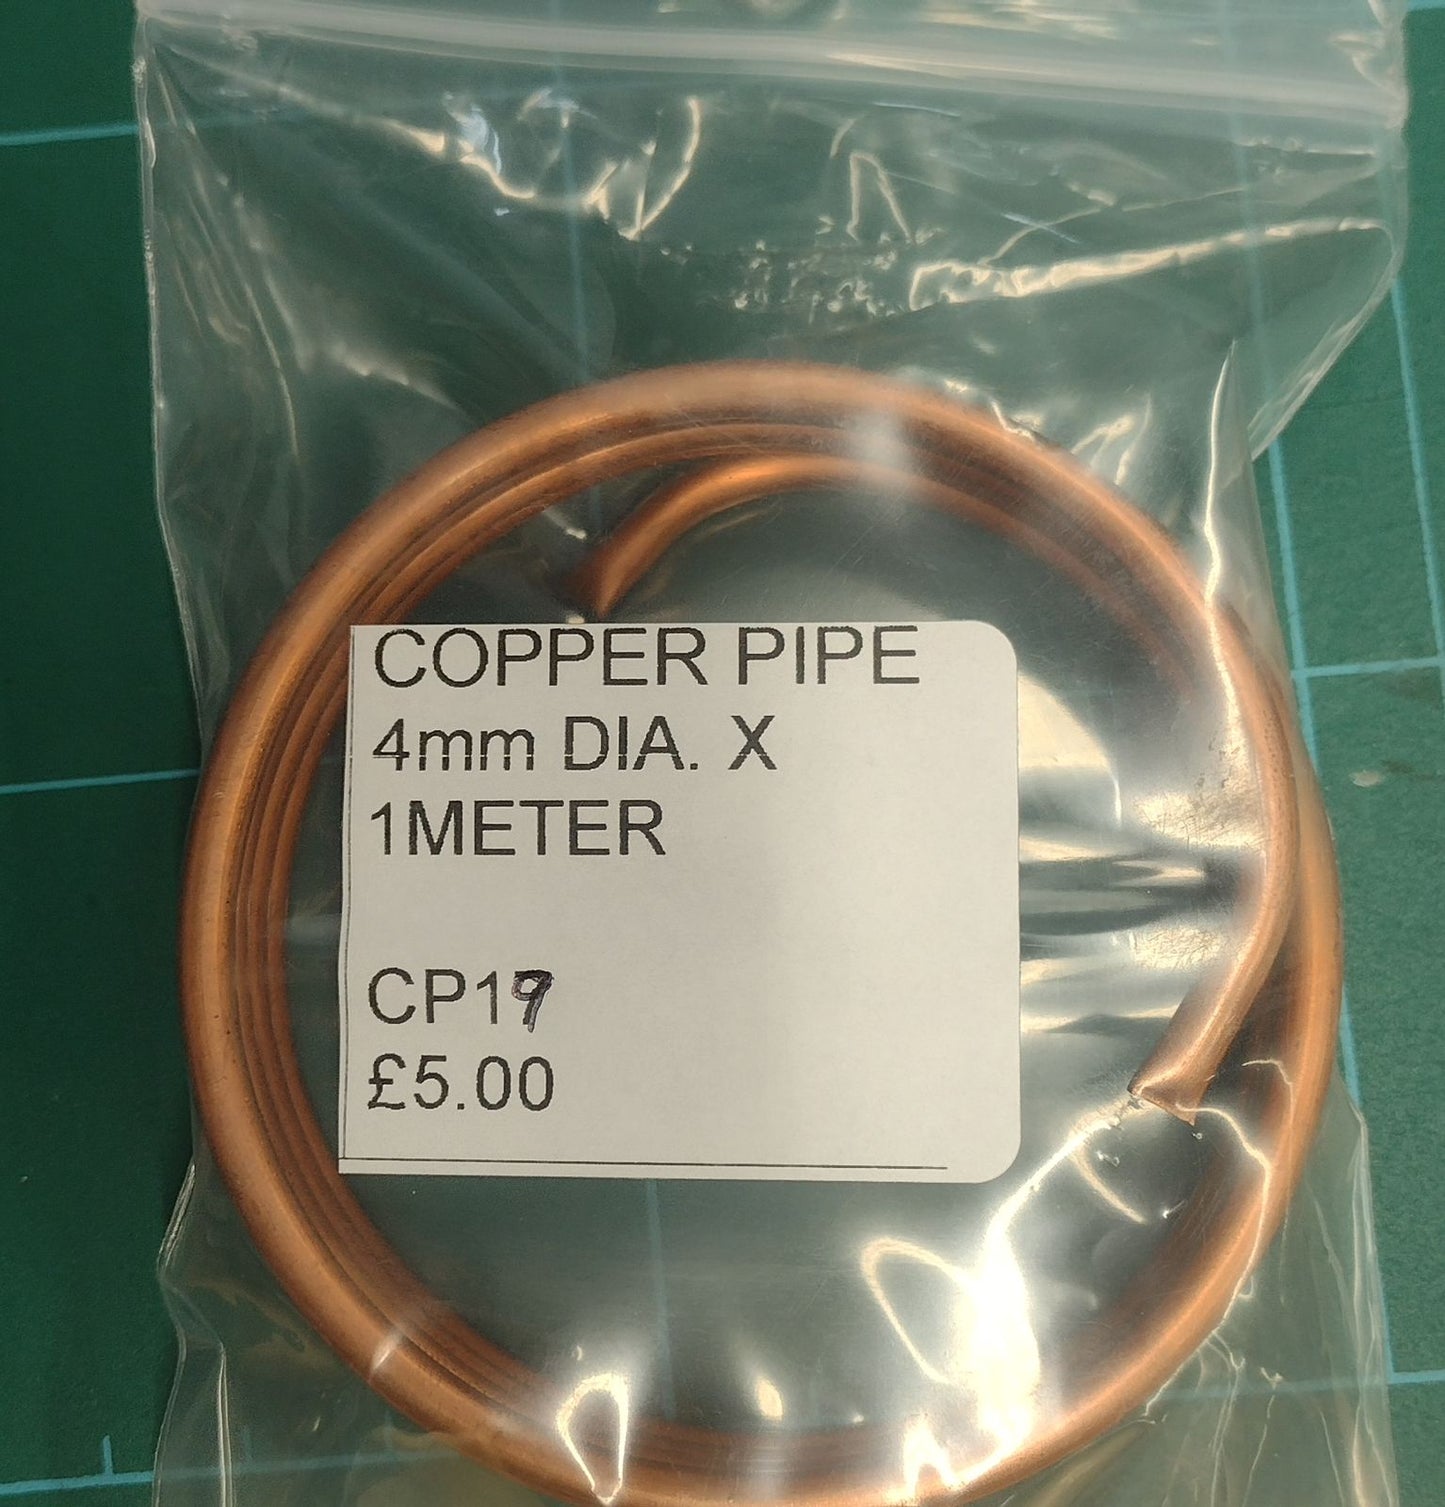 COPPER PIPE
4mm DIA. X
1METER
CP19
£5.00